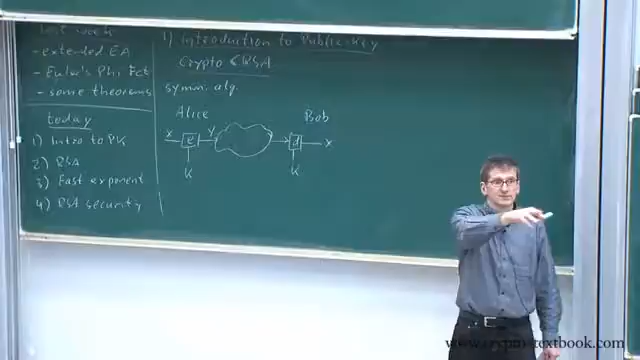 last week
- extended EA
- Euler's Phi Fct
- some theorems
today
1) Intro to PK
2) RSA
3) Fast exponent
4) RSA security
1) Introduction to Public-Key
Crypto & RSA
symm. alg.
Alice
Bob
x e y d x
k k
www.crypto-textbook.com